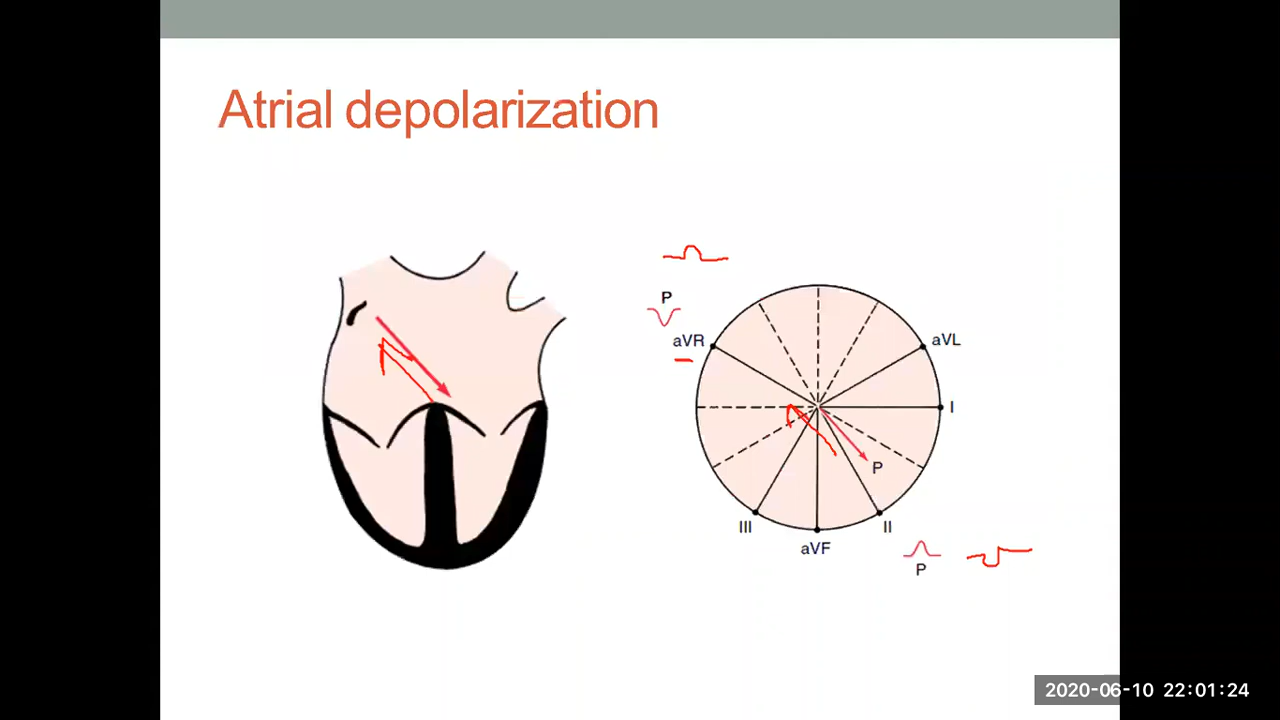 Atrial depolarization
P
aVR
aVL
I
P
III
II
aVF
P
2020-06-10 22:01:24